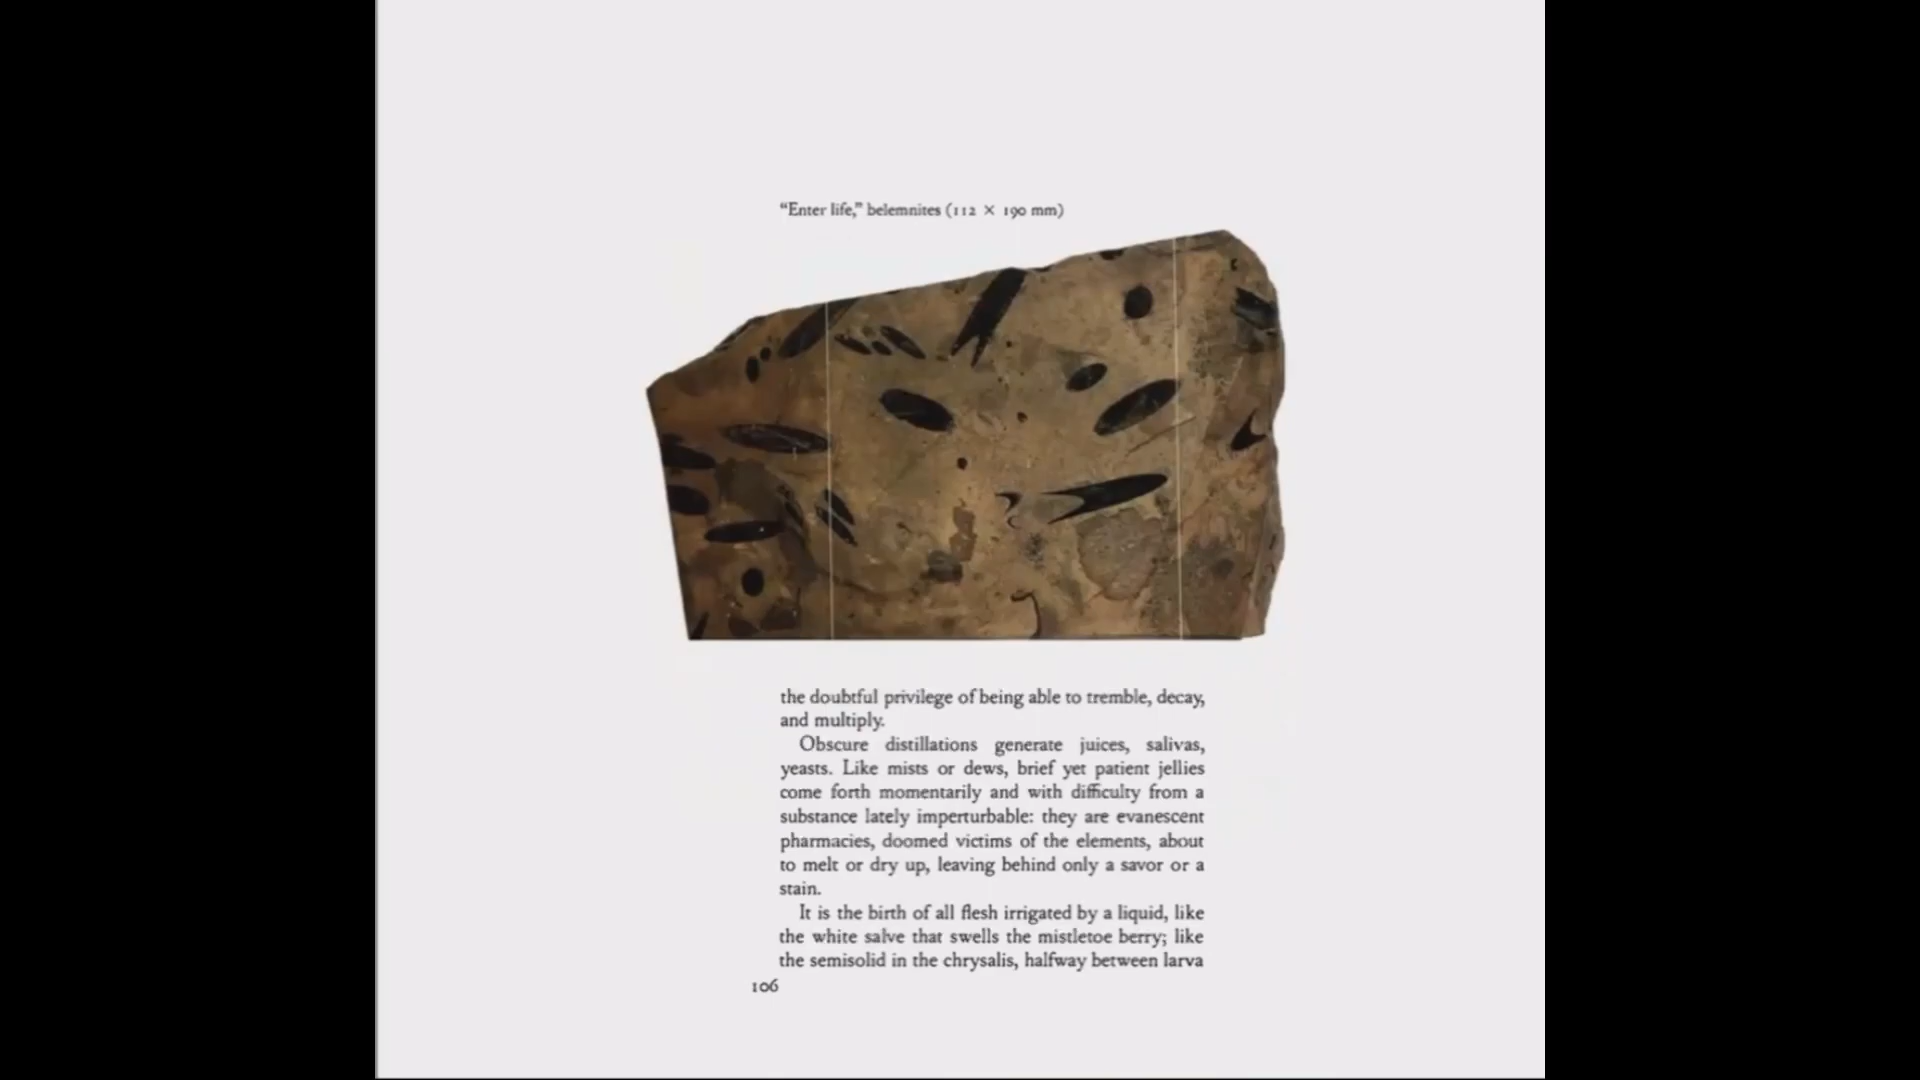 “Enter life,” belemnites (112 × 190 mm)
the doubtful privilege of being able to tremble, decay,
and multiply.
Obscure distillations generate juices, salivas,
yeasts. Like mists or dews, brief yet patient jellies
come forth momentarily and with difficulty from a
substance lately imperturbable: they are evanescent
pharmacies, doomed victims of the elements, about
to melt or dry up, leaving behind only a savor or a
stain.
It is the birth of all flesh irrigated by a liquid, like
the white salve that swells the mistletoe berry; like
the semisolid in the chrysalis, halfway between larva
106